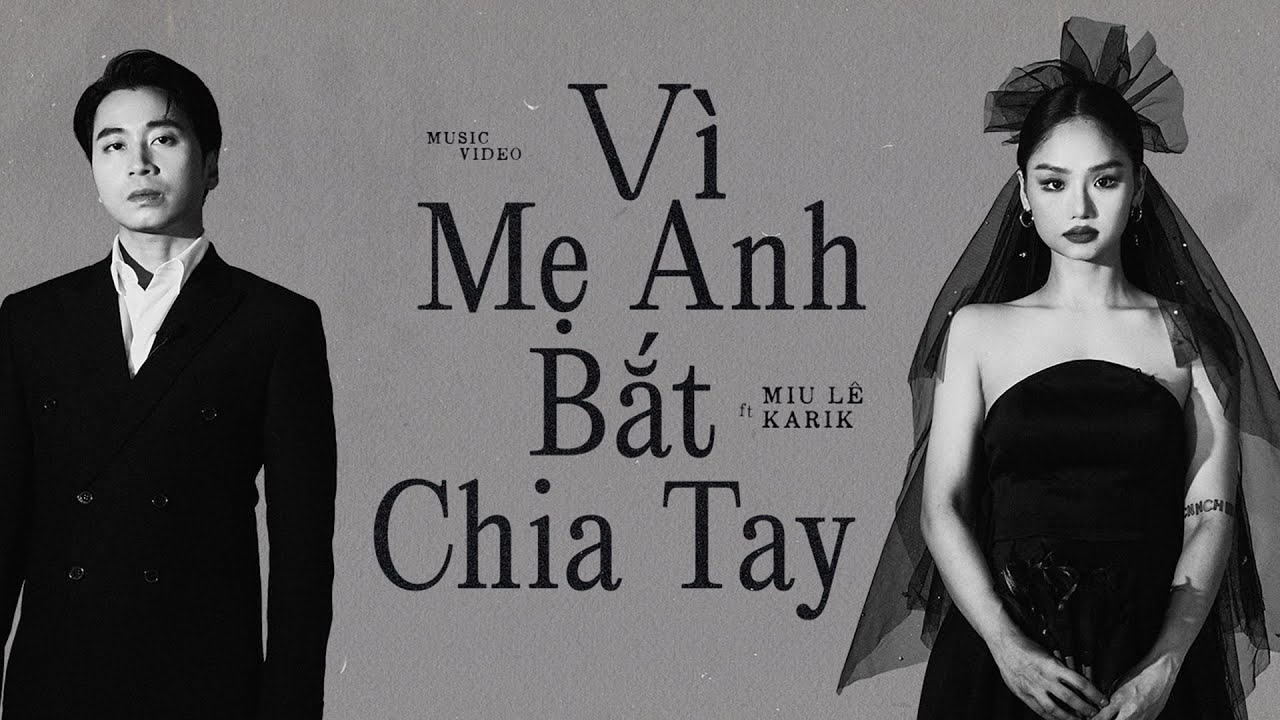 MUSIC
VIDEO
Vì
Mẹ Anh
Bắt
ft MIU LÊ
KARIK
Chia Tay